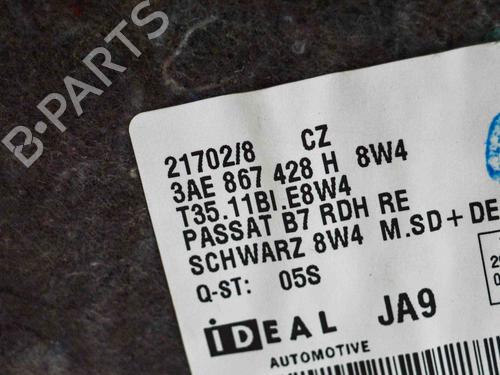 B-PARTS
21702/8 CZ
3AE 867 428 H 8W4
T35.11BI.E8W4
PASSAT B7 RDH RE
SCHWARZ 8W4 M.SD+DE
Q-ST: 05S
iDEAL JA9
AUTOMOTIVE